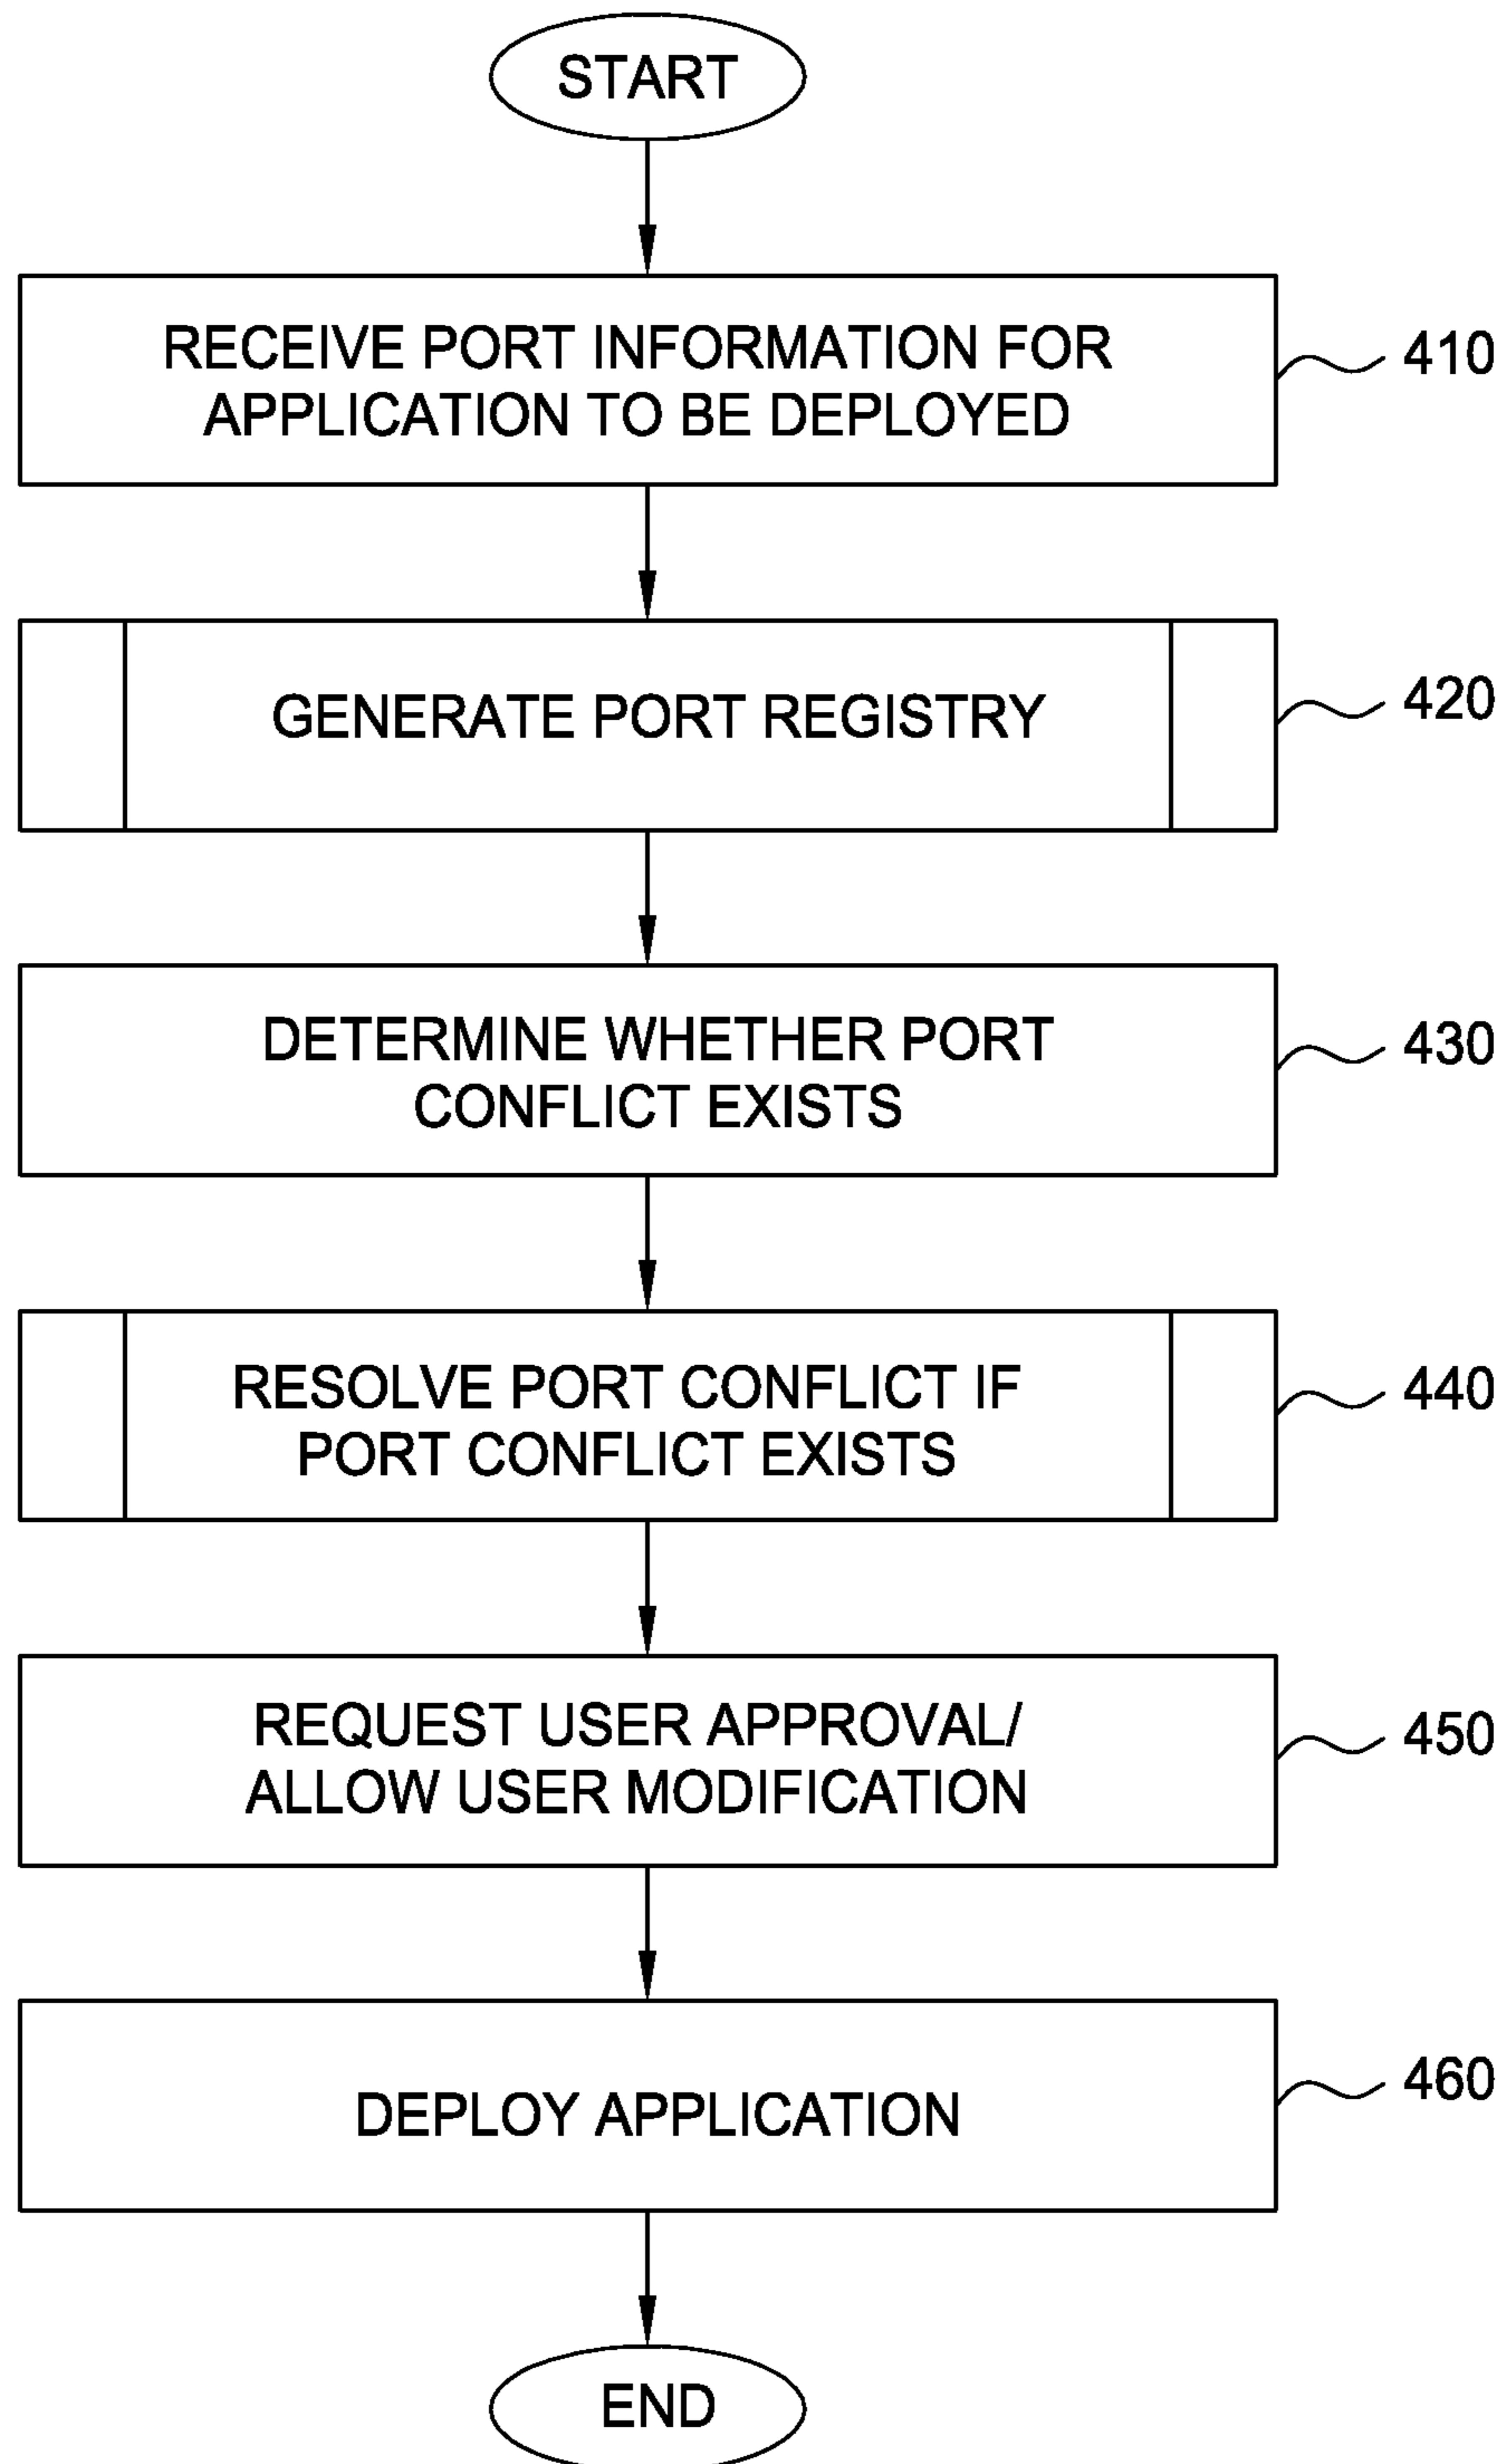 START
RECEIVE PORT INFORMATION FOR
APPLICATION TO BE DEPLOYED
410
GENERATE PORT REGISTRY
420
DETERMINE WHETHER PORT
CONFLICT EXISTS
430
RESOLVE PORT CONFLICT IF
PORT CONFLICT EXISTS
440
REQUEST USER APPROVAL/
ALLOW USER MODIFICATION
450
DEPLOY APPLICATION
460
END